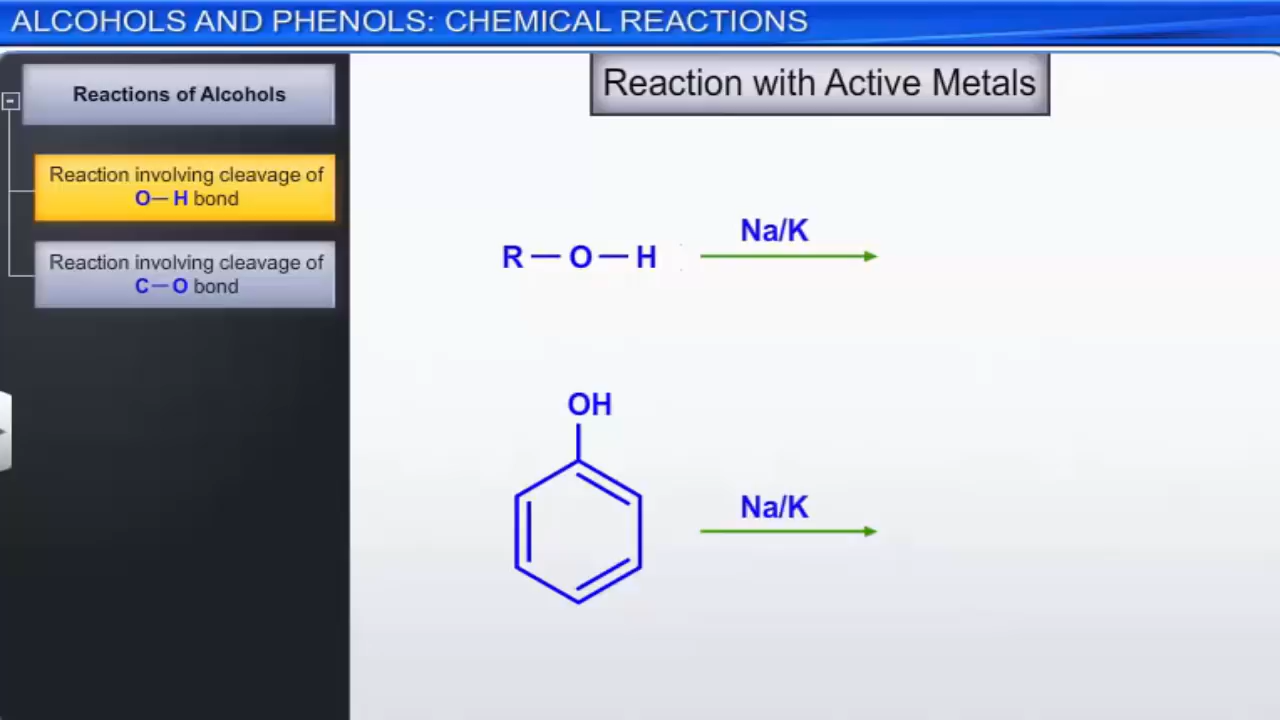 ALCOHOLS AND PHENOLS: CHEMICAL REACTIONS
Reactions of Alcohols
Reaction involving cleavage of
O—H bond
Reaction involving cleavage of
C—O bond
Reaction with Active Metals
R—O—H
Na/K
OH
Na/K